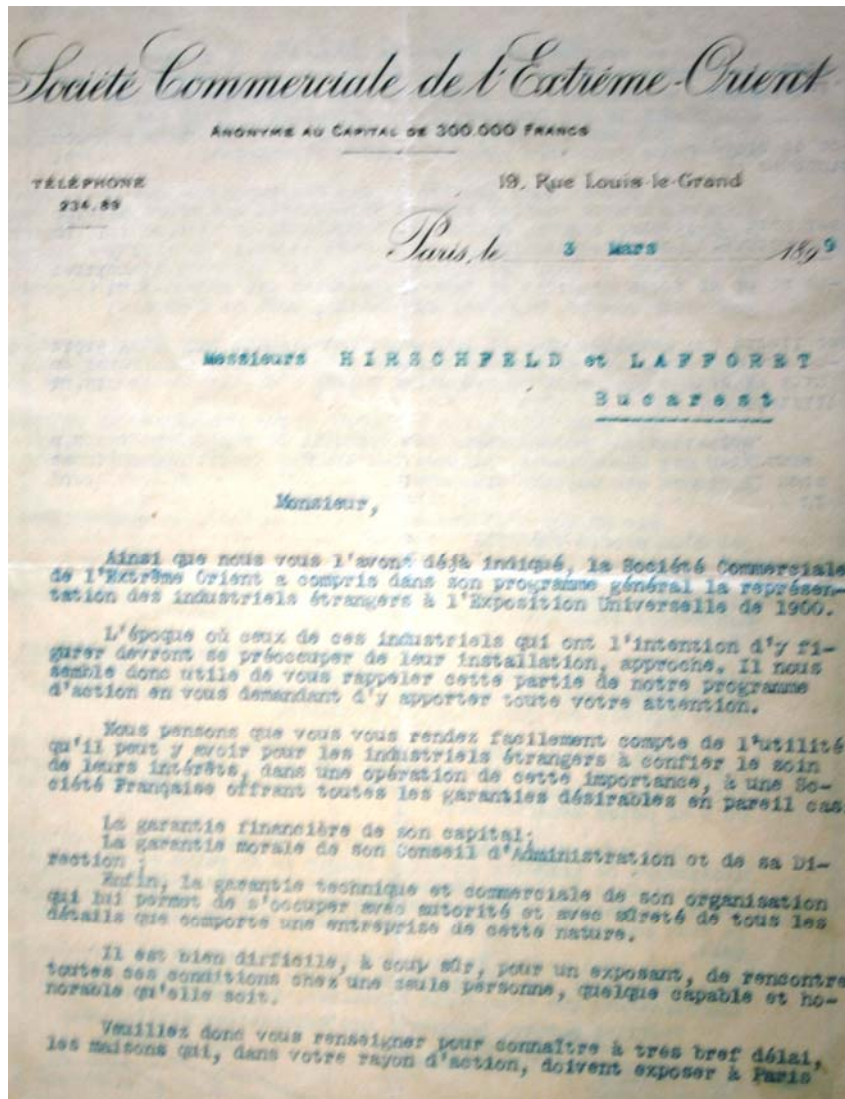 Société Commerciale de l'Extrême-Orient
ANONYME AU CAPITAL DE 300.000 FRANCS
TÉLÉPHONE
234.89
19, Rue Louis-le-Grand
Paris, le 3 Mars 1899
Messieurs HIRSCHFELD et LAFFORET
Bucarest
Monsieur,
Ainsi que nous vous l'avons déjà indiqué, la Société Commerciale
de l'Extrême Orient a compris dans son programme général la représen-
tation des industriels étrangers à l'Exposition Universelle de 1900.
L'époque où ceux de ces industriels qui ont l'intention d'y fi-
gurer devront se préoccuper de leur installation, approche. Il nous
semble donc utile de vous rappeler cette partie de notre programme
d'action en vous demandant d'y apporter toute votre attention.
Nous pensons que vous vous rendez facilement compte de l'utilité
qu'il peut y avoir pour les industriels étrangers à confier le soin
de leurs intérêts, dans une opération de cette importance, à une So-
ciété Française offrant toutes les garanties désirables en pareil cas
La garantie financière de son capital;
La garantie morale de son Conseil d'Administration et de sa Di-
rection ;
Enfin, la garantie technique et commerciale de son organisation
qui lui permet de s'occuper avec autorité et avec sûreté de tous les
détails que comporte une entreprise de cette nature.
Il est bien difficile, à coup sûr, pour un exposant, de rencontre
toutes ces conditions chez une seule personne, quelque capable et ho-
norable qu'elle soit.
Veuillez donc vous renseigner pour connaître à très bref délai,
les maisons qui, dans votre rayon d'action, doivent exposer à Paris